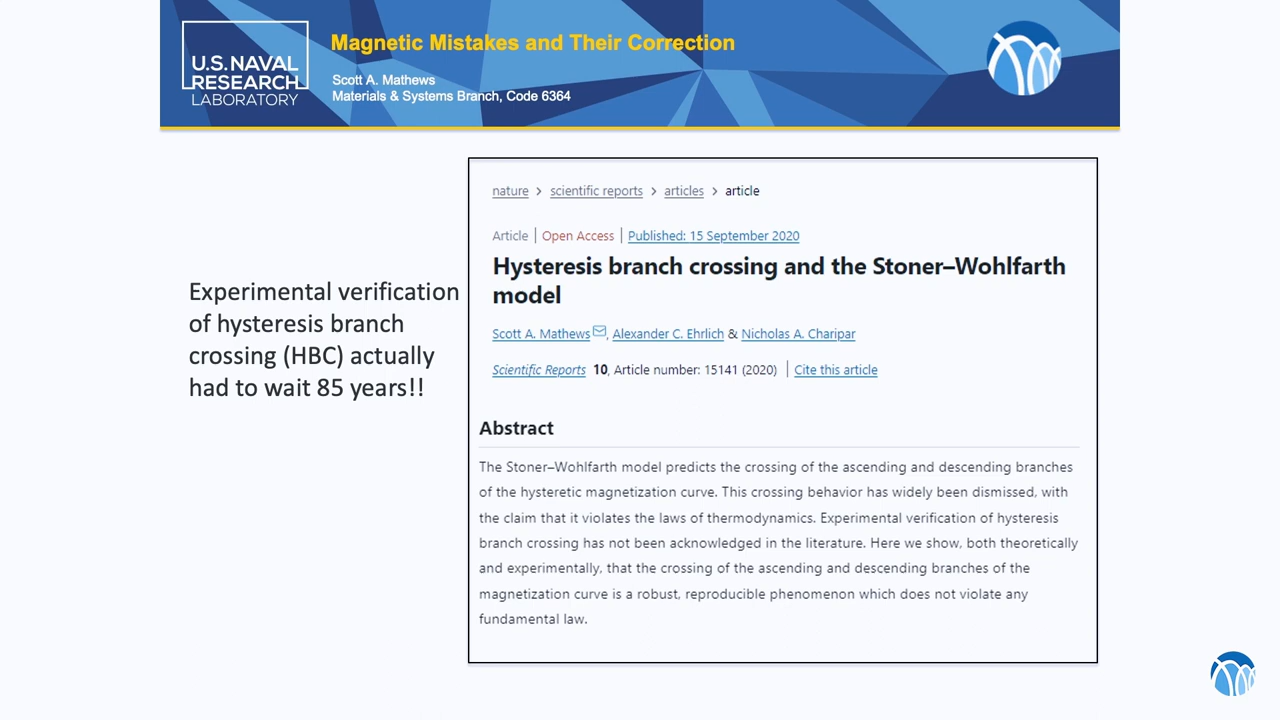 U.S. NAVAL
RESEARCH
LABORATORY
Magnetic Mistakes and Their Correction
Scott A. Mathews
Materials & Systems Branch, Code 6364
Experimental verification
of hysteresis branch
crossing (HBC) actually
had to wait 85 years!!
nature > scientific reports > articles > article
Article | Open Access | Published: 15 September 2020
Hysteresis branch crossing and the Stoner–Wohlfarth
model
Scott A. Mathews, Alexander C. Ehrlich & Nicholas A. Charipar
Scientific Reports 10, Article number: 15141 (2020) | Cite this article
Abstract
The Stoner–Wohlfarth model predicts the crossing of the ascending and descending branches
of the hysteretic magnetization curve. This crossing behavior has widely been dismissed, with
the claim that it violates the laws of thermodynamics. Experimental verification of hysteresis
branch crossing has not been acknowledged in the literature. Here we show, both theoretically
and experimentally, that the crossing of the ascending and descending branches of the
magnetization curve is a robust, reproducible phenomenon which does not violate any
fundamental law.